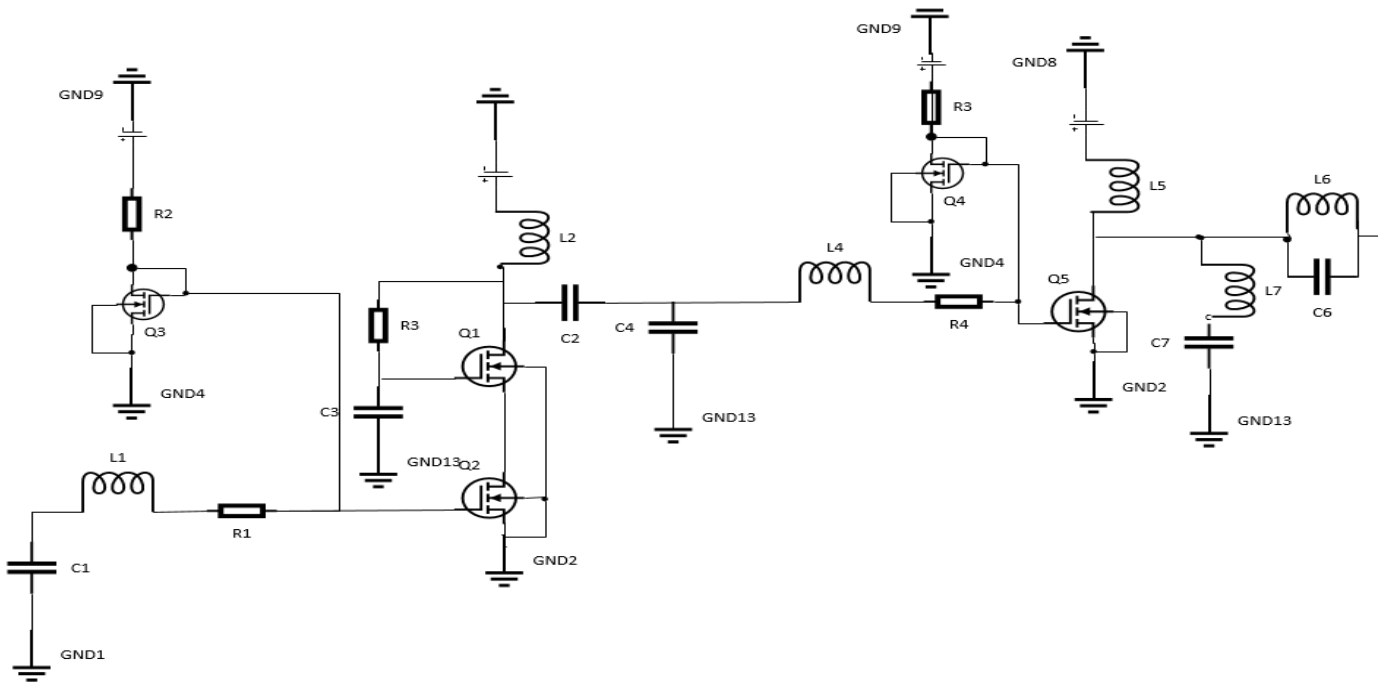 GND9
R2
Q3
GND4
L1
R1
C1
GND1
L2
R3
Q1
C3
GND13
Q2
GND2
C2
C4
GND13
L4
R4
GND9
R3
Q4
GND4
GND8
L5
Q5
GND2
L7
C7
GND13
L6
C6